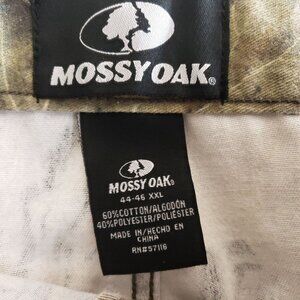 MOSSY OAK®
MOSSY OAK®
44-46 XXL
60%COTTON/ALGODÓN
40%POLYESTER/POLIÉSTER
MADE IN/HECHO EN
CHINA
RN#57116